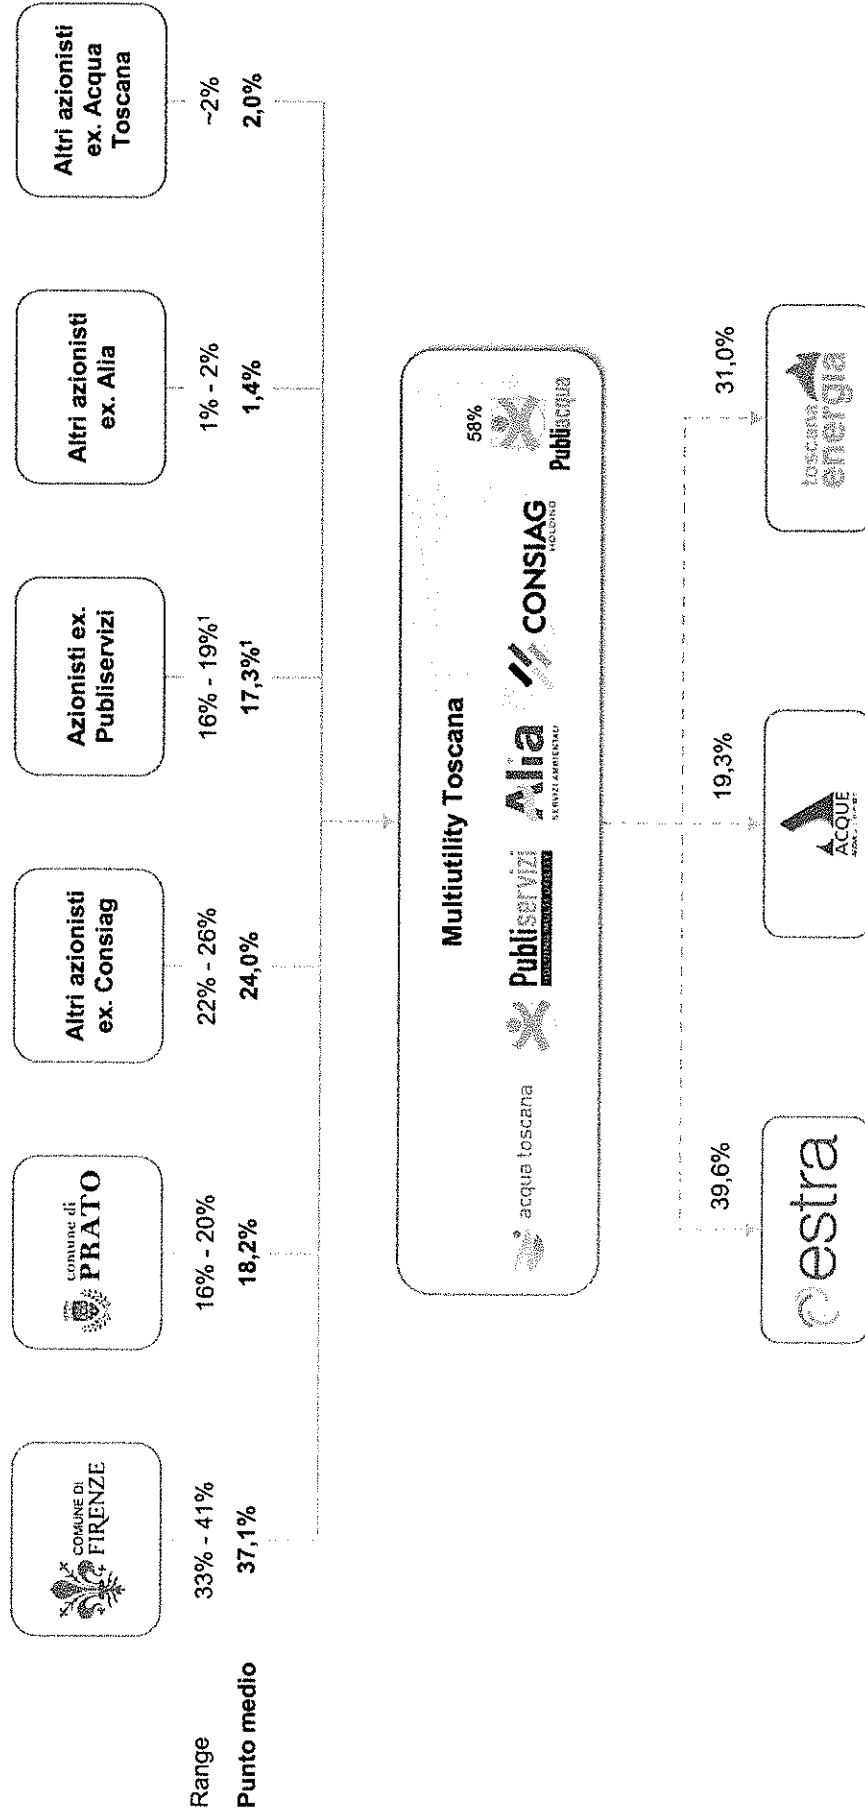 COMUNE DI
FIRENZE
comune di
PRATO
Altri azionisti
ex. Consiag
Azionisti ex.
Publiservizi
Altri azionisti
ex. Alia
Altri azionisti
ex. Acqua
Toscana
Range
33% - 41%
16% - 20%
22% - 26%
16% - 19%¹
1% - 2%
~2%
Punto medio
37,1%
18,2%
24,0%
17,3%¹
1,4%
2,0%
Multiutility Toscana
58%
acqua toscana
Publiservizi
Alia
SERVIZI AMBIENTALI
CONSIAG
HOLDING
Publiacqua
39,6%
19,3%
31,0%
estra
ACQUE
toscana
energia